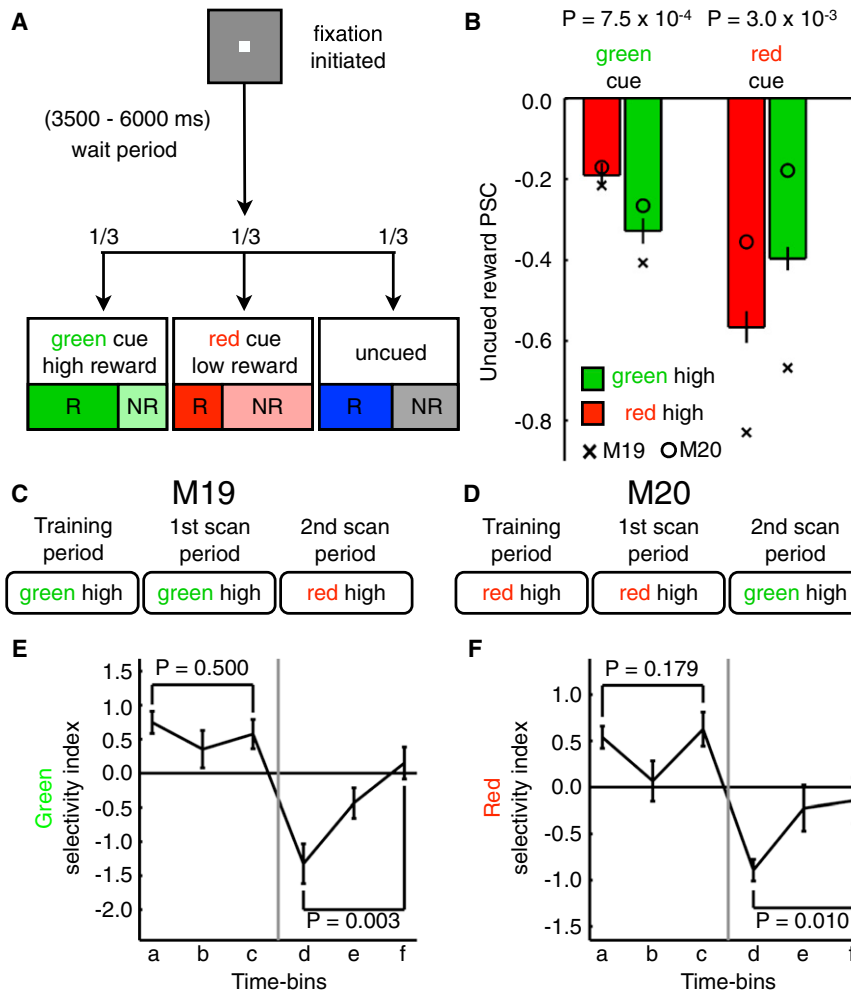 A
fixation
initiated
(3500 - 6000 ms)
wait period
1/3 1/3 1/3
green cue
high reward
R NR
red cue
low reward
R NR
uncued
R NR
B
P = 7.5 x 10-4 P = 3.0 x 10-3
green
cue
red
cue
Uncued reward PSC
0.0
-0.2
-0.4
-0.6
-0.8
green high
red high
M19 M20
C
M19
Training
period
1st scan
period
2nd scan
period
green high
green high
red high
D
M20
Training
period
1st scan
period
2nd scan
period
red high
red high
green high
E
Green
selectivity index
1.5
1.0
0.5
0.0
-0.5
-1.0
-1.5
-2.0
P = 0.500
P = 0.003
a b c d e f
Time-bins
F
Red
selectivity index
1.0
0.5
0.0
-0.5
-1.0
-1.5
P = 0.179
P = 0.010
a b c d e f
Time-bins